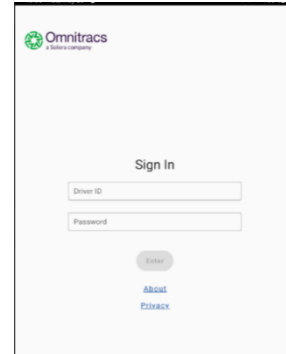 Omnitracs
a Solera company
Sign In
Driver ID
Password
Enter
About
Privacy